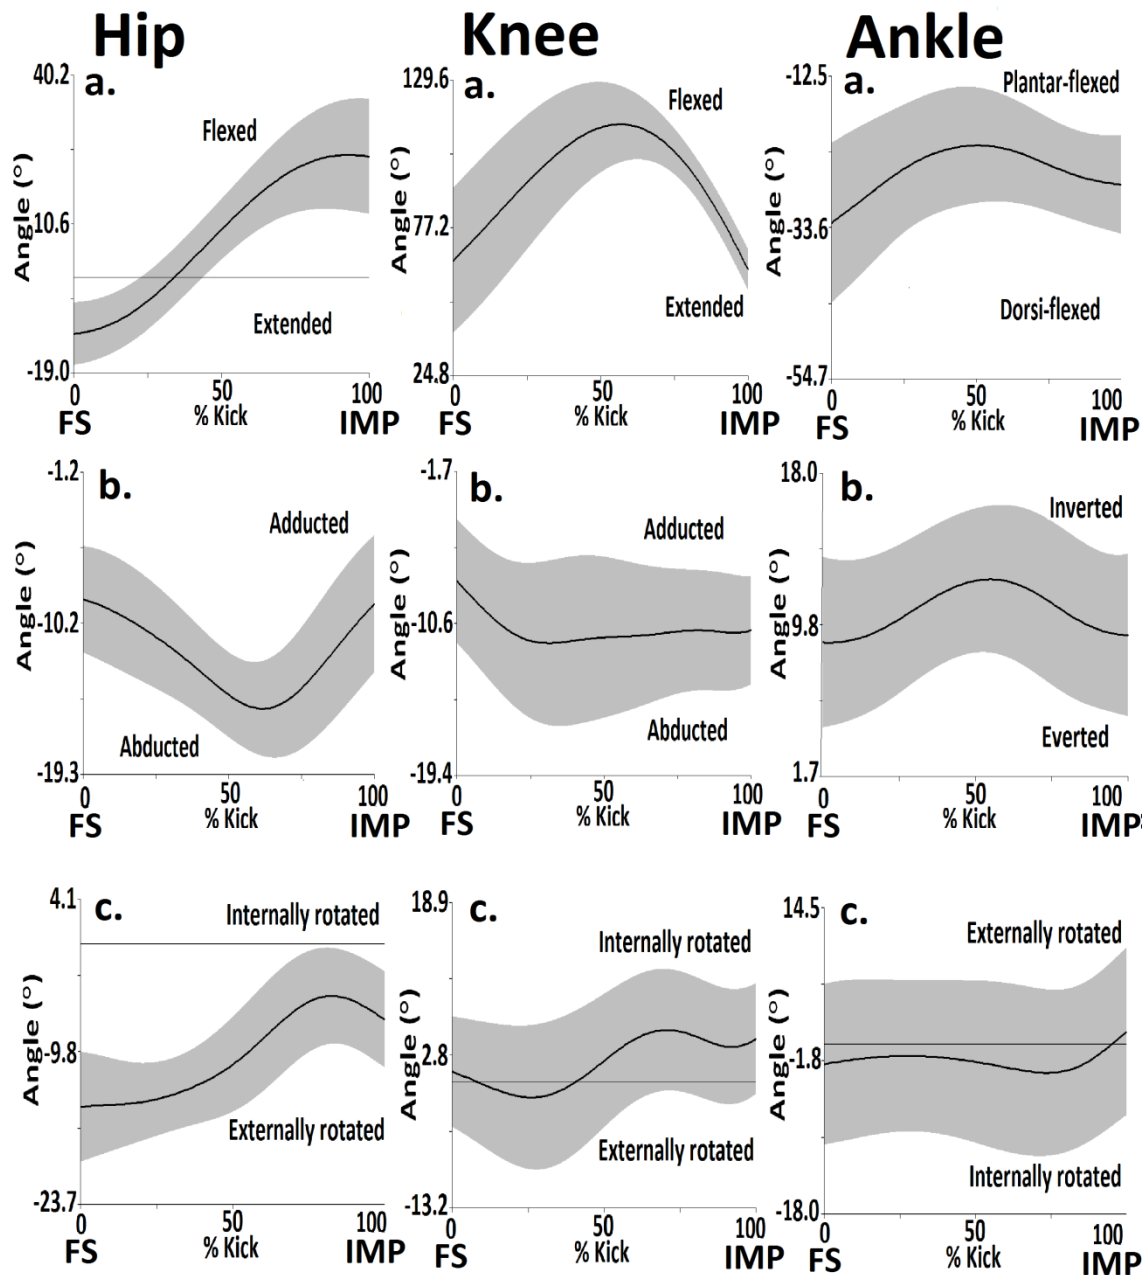 Hip Knee Ankle
40.2 a. Flexed
Angle (°)
10.6
Extended
-19.0
0 50 100
FS % Kick IMP
129.6 a. Flexed
Angle (°)
77.2
Extended
24.8
0 50 100
FS % Kick IMP
-12.5 a. Plantar-flexed
Angle (°)
-33.6
Dorsi-flexed
-54.7
0 50 100
FS % Kick IMP
-1.2 b.
Adducted
Angle (°)
-10.2
Abducted
-19.3
0 50 100
FS % Kick IMP
-1.7 b.
Adducted
Angle (°)
-10.6
Abducted
-19.4
0 50 100
FS % Kick IMP
18.0 b. Inverted
Angle (°)
9.8
Everted
1.7
0 50 100
FS % Kick IMP
4.1 c.
Internally rotated
Angle (°)
-9.8
Externally rotated
-23.7
0 50 100
FS % Kick IMP
18.9 c.
Internally rotated
Angle (°)
2.8
Externally rotated
-13.2
0 50 100
FS % Kick IMP
14.5 c.
Externally rotated
Angle (°)
-1.8
Internally rotated
-18.0
0 50 100
FS % Kick IMP